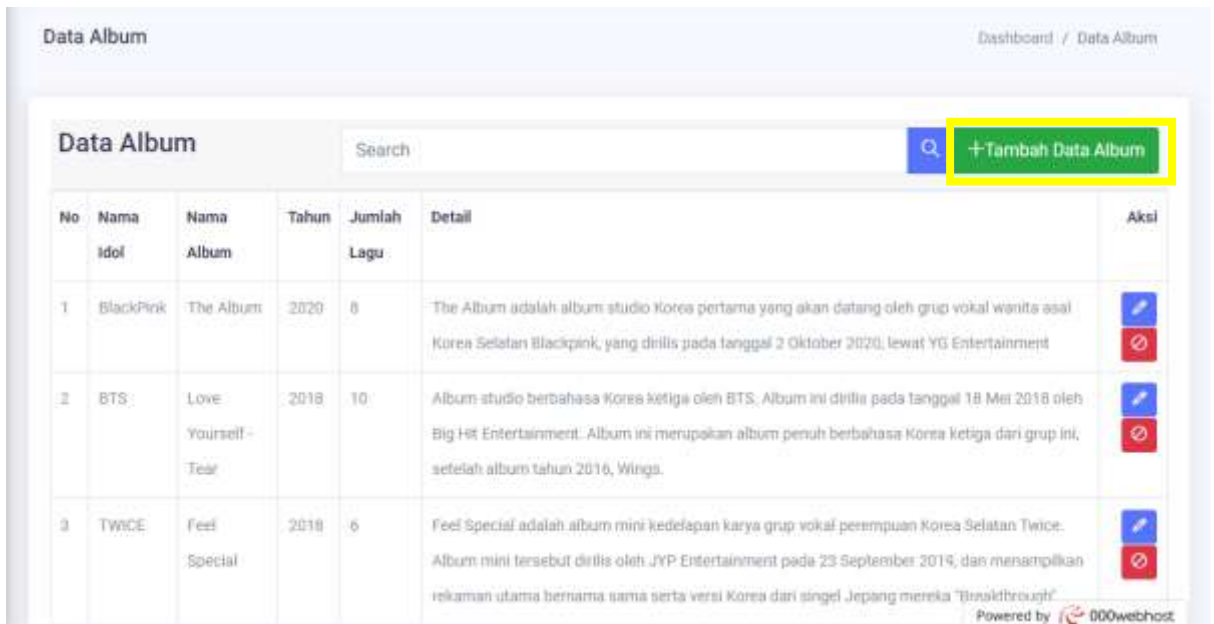 Data Album
Dashboard / Data Album
Data Album
Search
+Tambah Data Album
No Nama Idol Nama Album Tahun Jumlah Lagu Detail Aksi
1 BlackPink The Album 2020 8 The Album adalah album studio Korea pertama yang akan datang oleh grup vokal wanita asal
Korea Selatan Blackpink, yang dirilis pada tanggal 2 Oktober 2020, lewat YG Entertainment
2 BTS Love Yourself - Tear 2018 10 Album studio berbahasa Korea ketiga oleh BTS. Album ini dirilis pada tanggal 18 Mei 2018 oleh
Big Hit Entertainment. Album ini merupakan album penuh berbahasa Korea ketiga dari grup ini,
setelah album tahun 2016, Wings.
3 TWICE Feel Special 2018 6 Feel Special adalah album mini kedelapan karya grup vokal perempuan Korea Selatan Twice.
Album mini tersebut dirilis oleh JYP Entertainment pada 23 September 2019, dan menampilkan
rekaman utama bernama sama serta versi Korea dari singel Jepang mereka "Breakthrough"
Powered by 000webhost